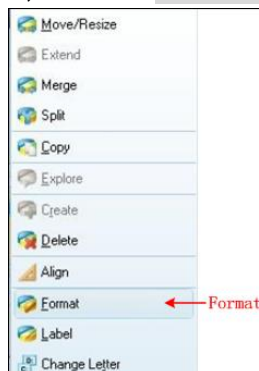 Move/Resize
Extend
Merge
Split
Copy
Explore
Create
Delete
Align
Format
Format
Label
Change Letter